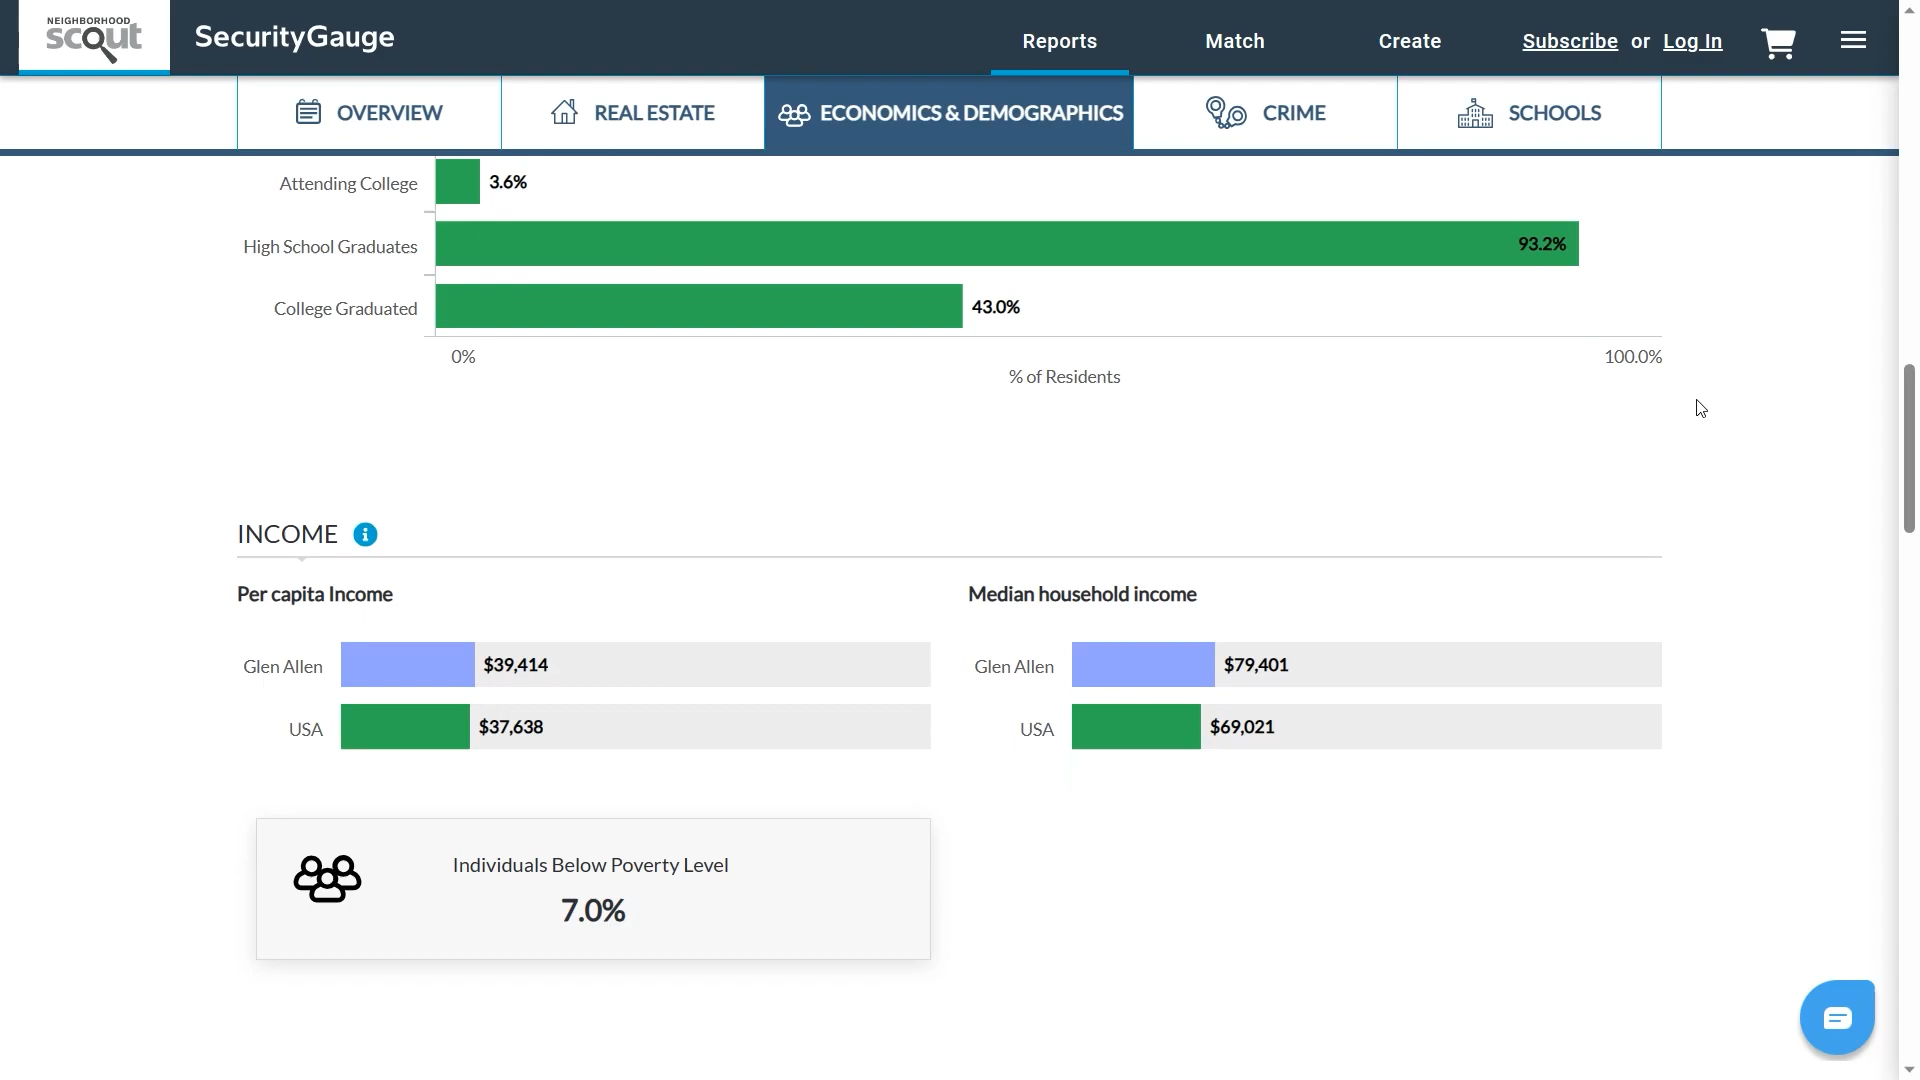 NEIGHBORHOOD
scout
SecurityGauge
Reports
Match
Create
Subscribe or Log In
OVERVIEW
REAL ESTATE
ECONOMICS & DEMOGRAPHICS
CRIME
SCHOOLS
Attending College 3.6%
High School Graduates 93.2%
College Graduated 43.0%
0% 100.0%
% of Residents
INCOME
Per capita Income
Glen Allen $39,414
USA $37,638
Median household income
Glen Allen $79,401
USA $69,021
Individuals Below Poverty Level
7.0%